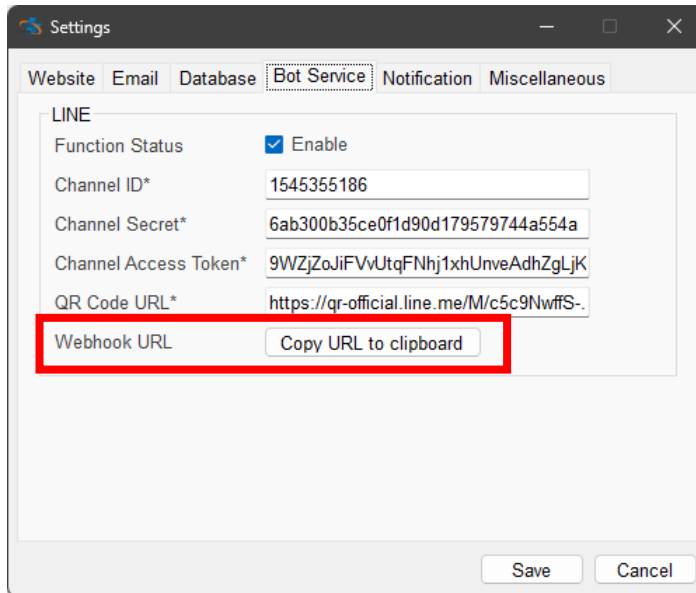 Settings
Website Email Database Bot Service Notification Miscellaneous
LINE
Function Status Enable
Channel ID* 1545355186
Channel Secret* 6ab300b35ce0f1d90d179579744a554a
Channel Access Token* 9WZjZoJiFVvUtqFNhj1xhUnveAdhZgLjK
QR Code URL* https://qr-official.line.me/M/c5c9NwffS-.
Webhook URL Copy URL to clipboard
Save Cancel